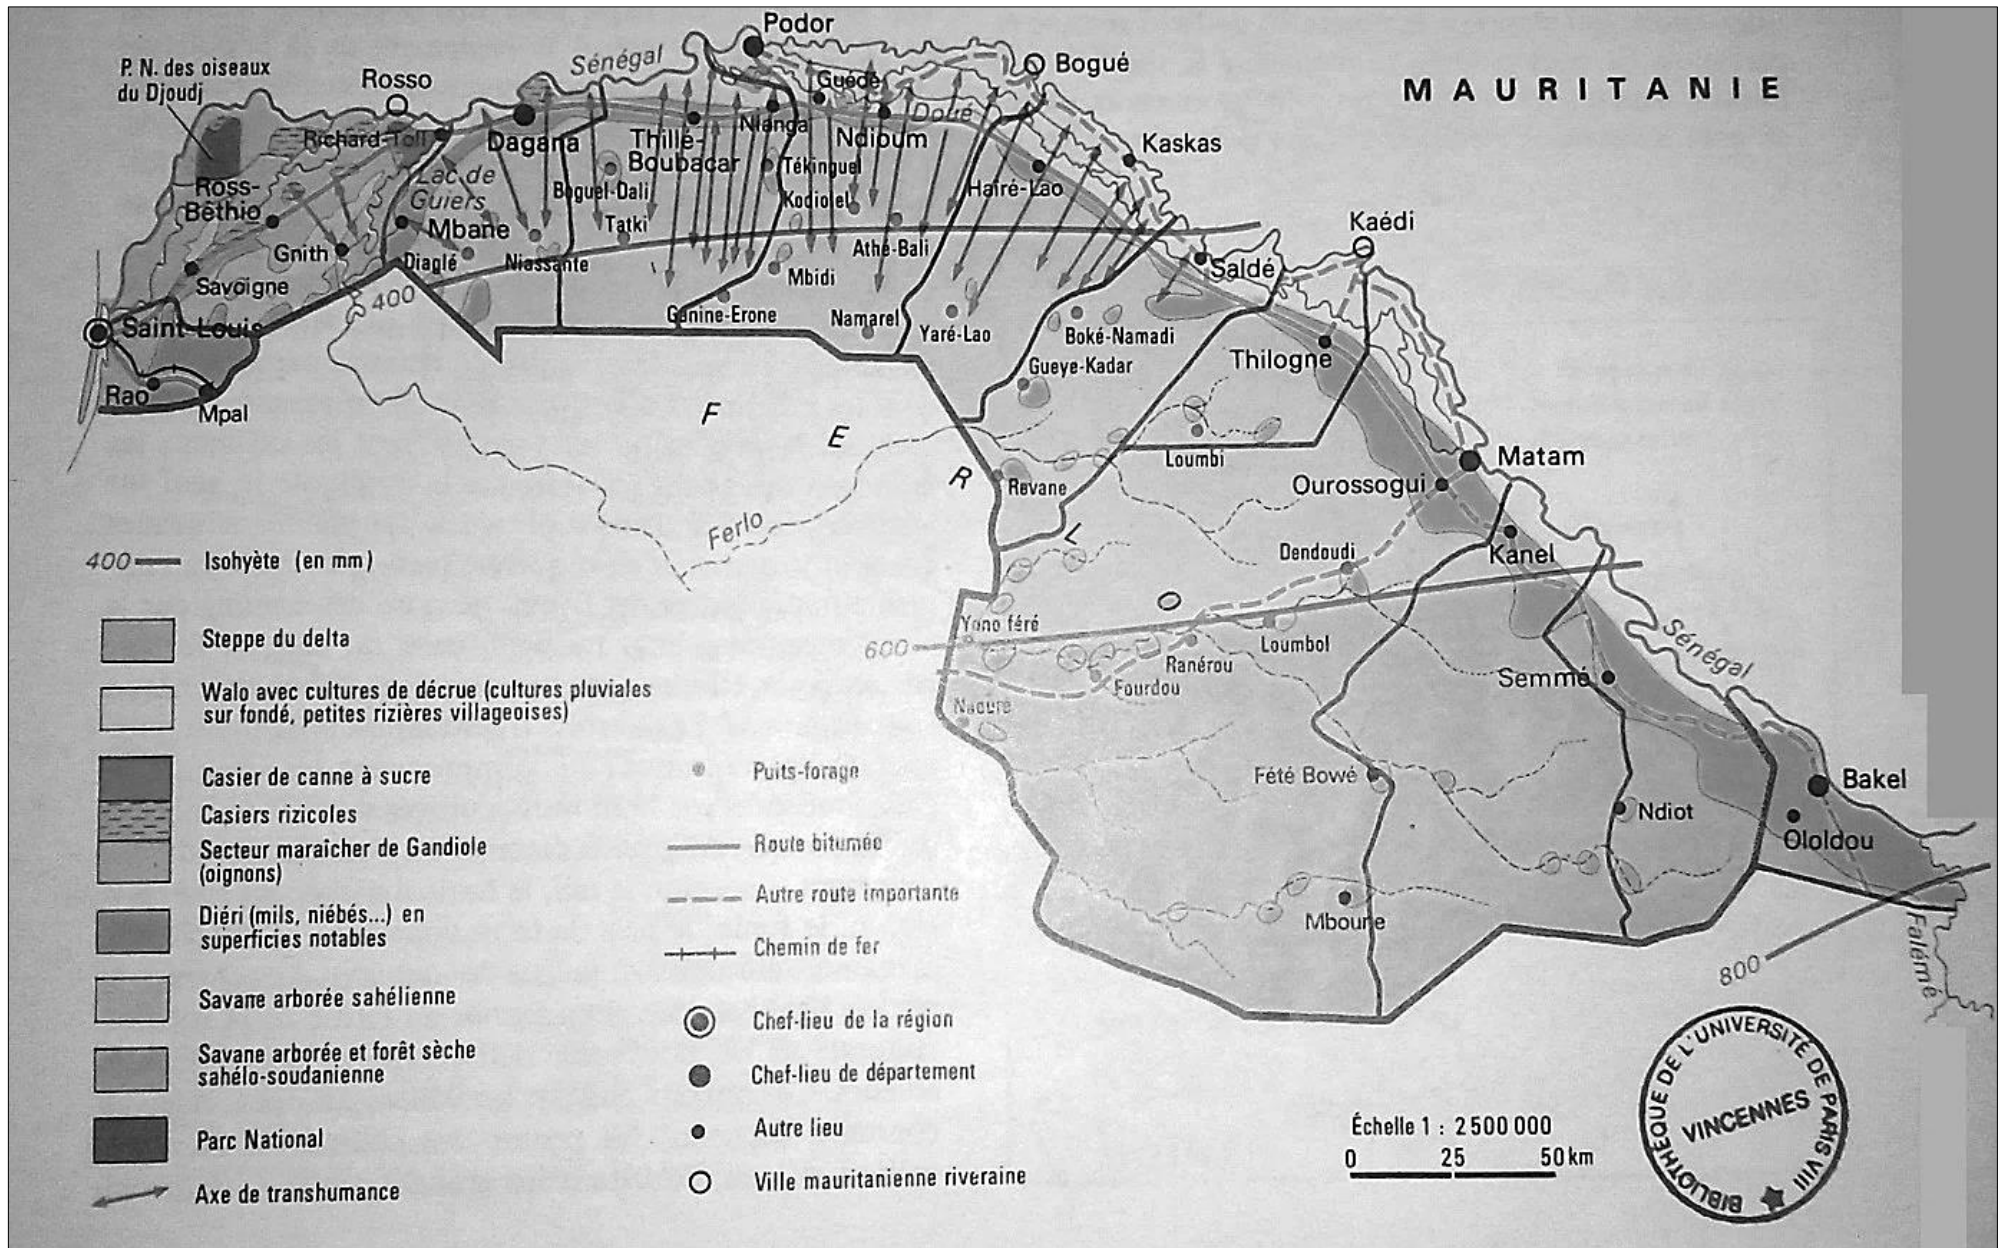 MAURITANIE
Podor
Bogué
P. N. des oiseaux
du Djoudj
Rosso
Sénégal
Guédé
Doué
Richard-Toll
Dagana
Thillé-
Boubacar
Nianga
Ndioum
Kaskas
Ross-
Béthio
Lac de
Guiers
Boguel-Dali
Tékinguel
Kodiolel
Haïré-Lao
Kaédi
Mbane
Tatki
Athé-Bali
Gnith
Diaglé
Niassante
Mbidi
Saldé
Savoigne
400
Ganine-Erone
Namarel
Yaré-Lao
Boké-Namadi
Saint-Louis
Gueye-Kadar
Thilogne
Rao
Mpal
F E R L O
Loumbi
Matam
Ourossogui
Revane
Ferlo
Dendoudi
Kanel
Yono féré
600
Loumbol
Ranérou
Fourdou
Semmé
Sénégal
Naoure
Fété Bowé
Ndiot
Bakel
Ololdou
Mboune
800
Falémé
400 Isohyète (en mm)
Steppe du delta
Walo avec cultures de décrue (cultures pluviales
sur fondé, petites rizières villageoises)
Casier de canne à sucre
Casiers rizicoles
Secteur maraîcher de Gandiole
(oignons)
Diéri (mils, niébés...) en
superficies notables
Savane arborée sahélienne
Savane arborée et forêt sèche
sahélo-soudanienne
Parc National
Axe de transhumance
Puits-forage
Route bitumée
Autre route importante
Chemin de fer
Chef-lieu de la région
Chef-lieu de département
Autre lieu
Ville mauritanienne riveraine
Échelle 1 : 2 500 000
0 25 50 km
BIBLIOTHÈQUE DE L'UNIVERSITÉ DE PARIS VIII
VINCENNES